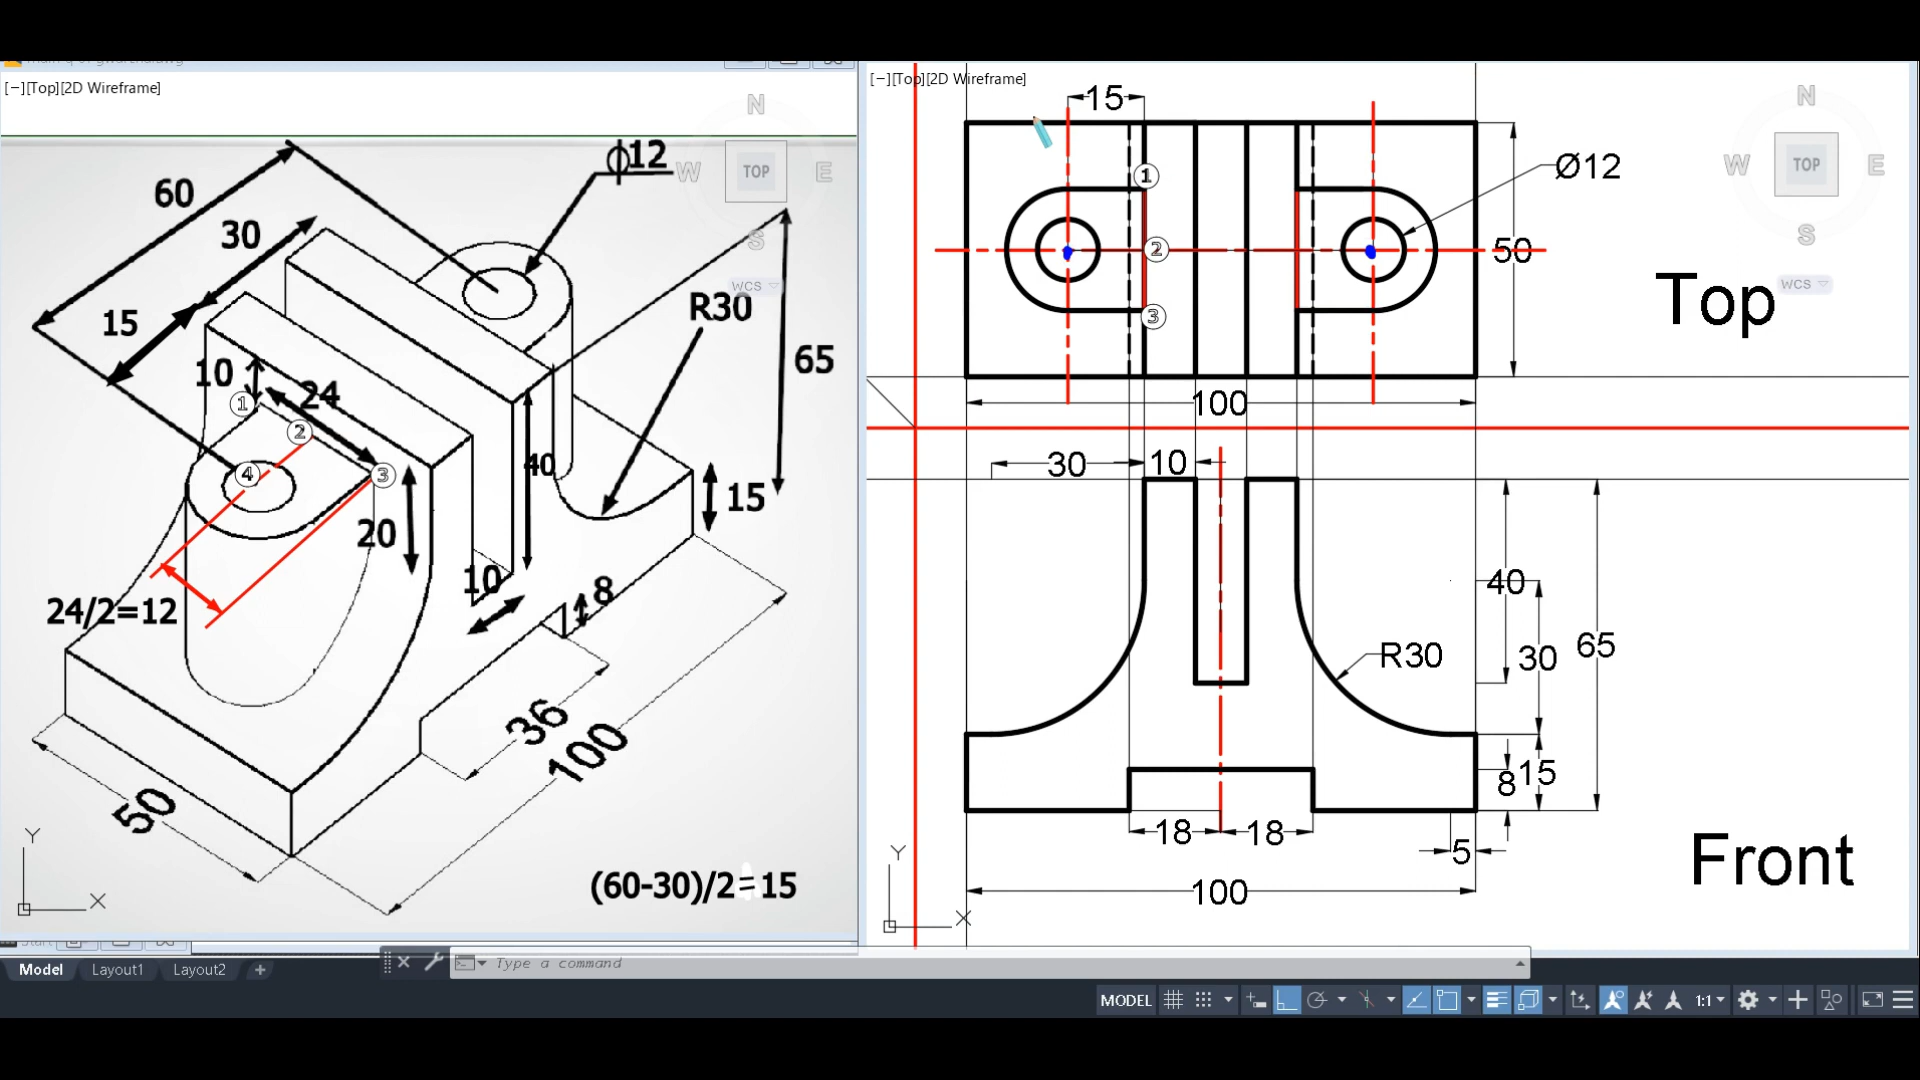 [−][Top][2D Wireframe]
N
W
TOP
E
S
WCS
ϕ12
60
30
15
R30
65
10
24
①
②
④
③
40
15
20
10
8
24/2=12
36
100
50
(60-30)/2=15
Y
X
[−][Top][2D Wireframe]
N
W
TOP
E
S
WCS
15
①
②
③
Ø12
50
Top
100
30
10
40
R30
30
65
8
15
18
18
5
100
Front
Y
X
Model
Layout1
Layout2
+
Type a command
MODEL
1:1